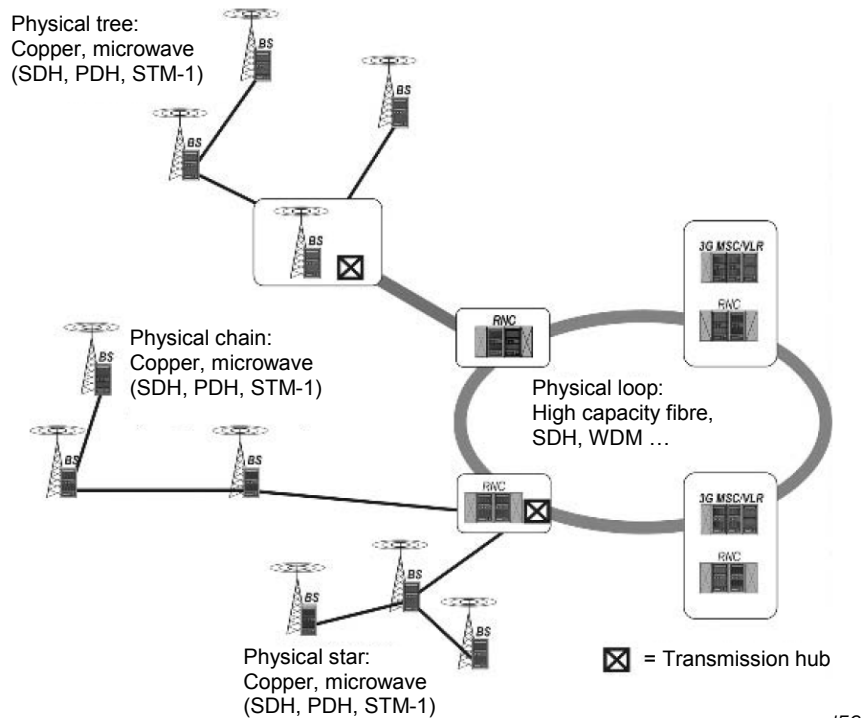 Physical tree:
Copper, microwave
(SDH, PDH, STM-1)
BS
BS
BS
BS
3G MSC/VLR
RNC
RNC
Physical chain:
Copper, microwave
(SDH, PDH, STM-1)
BS
BS
BS
Physical loop:
High capacity fibre,
SDH, WDM …
RNC
3G MSC/VLR
RNC
BS
BS
BS
Physical star:
Copper, microwave
(SDH, PDH, STM-1)
= Transmission hub